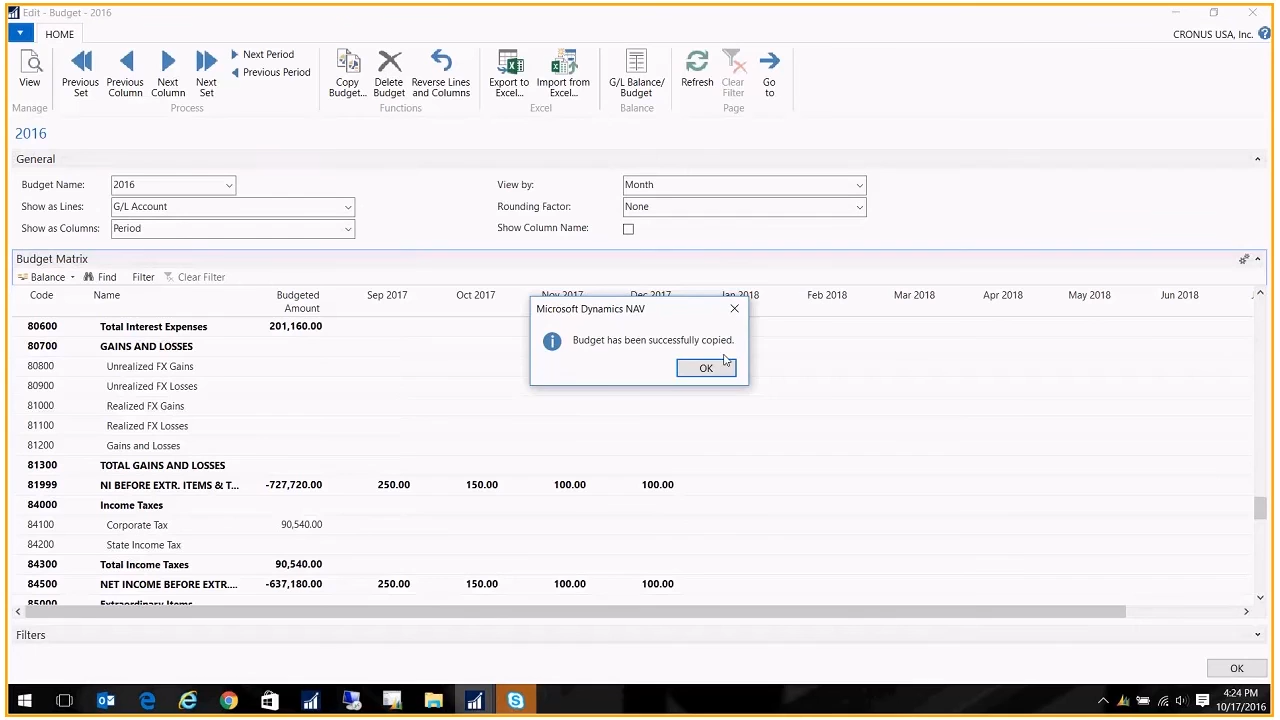 Edit - Budget - 2016
HOME
CRONUS USA, Inc.
View
Previous Set
Previous Column
Next Column
Next Set
Next Period
Previous Period
Copy Budget...
Delete Budget
Reverse Lines and Columns
Export to Excel...
Import from Excel...
G/L Balance/ Budget
Refresh
Clear Filter
Go to
Manage
Process
Functions
Excel
Balance
Page
2016
General
Budget Name: 2016
View by: Month
Show as Lines: G/L Account
Rounding Factor: None
Show as Columns: Period
Show Column Name:
Budget Matrix
Balance Find Filter Clear Filter
Code Name Budgeted Amount Sep 2017 Oct 2017 Nov 2017 Dec 2017 Jan 2018 Feb 2018 Mar 2018 Apr 2018 May 2018 Jun 2018
Microsoft Dynamics NAV
Budget has been successfully copied.
OK
80600 Total Interest Expenses 201,160.00
80700 GAINS AND LOSSES
80800 Unrealized FX Gains
80900 Unrealized FX Losses
81000 Realized FX Gains
81100 Realized FX Losses
81200 Gains and Losses
81300 TOTAL GAINS AND LOSSES
81999 NI BEFORE EXTR. ITEMS & T... -727,720.00 250.00 150.00 100.00 100.00
84000 Income Taxes
84100 Corporate Tax 90,540.00
84200 State Income Tax
84300 Total Income Taxes 90,540.00
84500 NET INCOME BEFORE EXTR.... -637,180.00 250.00 150.00 100.00 100.00
85000 Extraordinary Items
Filters
OK
4:24 PM
10/17/2016